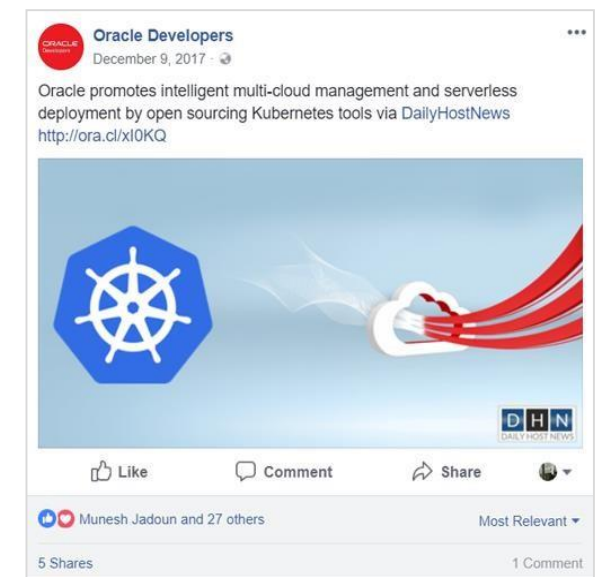 ORACLE
Developers
Oracle Developers
December 9, 2017 ·
Oracle promotes intelligent multi-cloud management and serverless
deployment by open sourcing Kubernetes tools via DailyHostNews
http://ora.cl/xI0KQ
DHN
DAILY HOST NEWS
Like Comment Share
Munesh Jadoun and 27 others Most Relevant
5 Shares 1 Comment